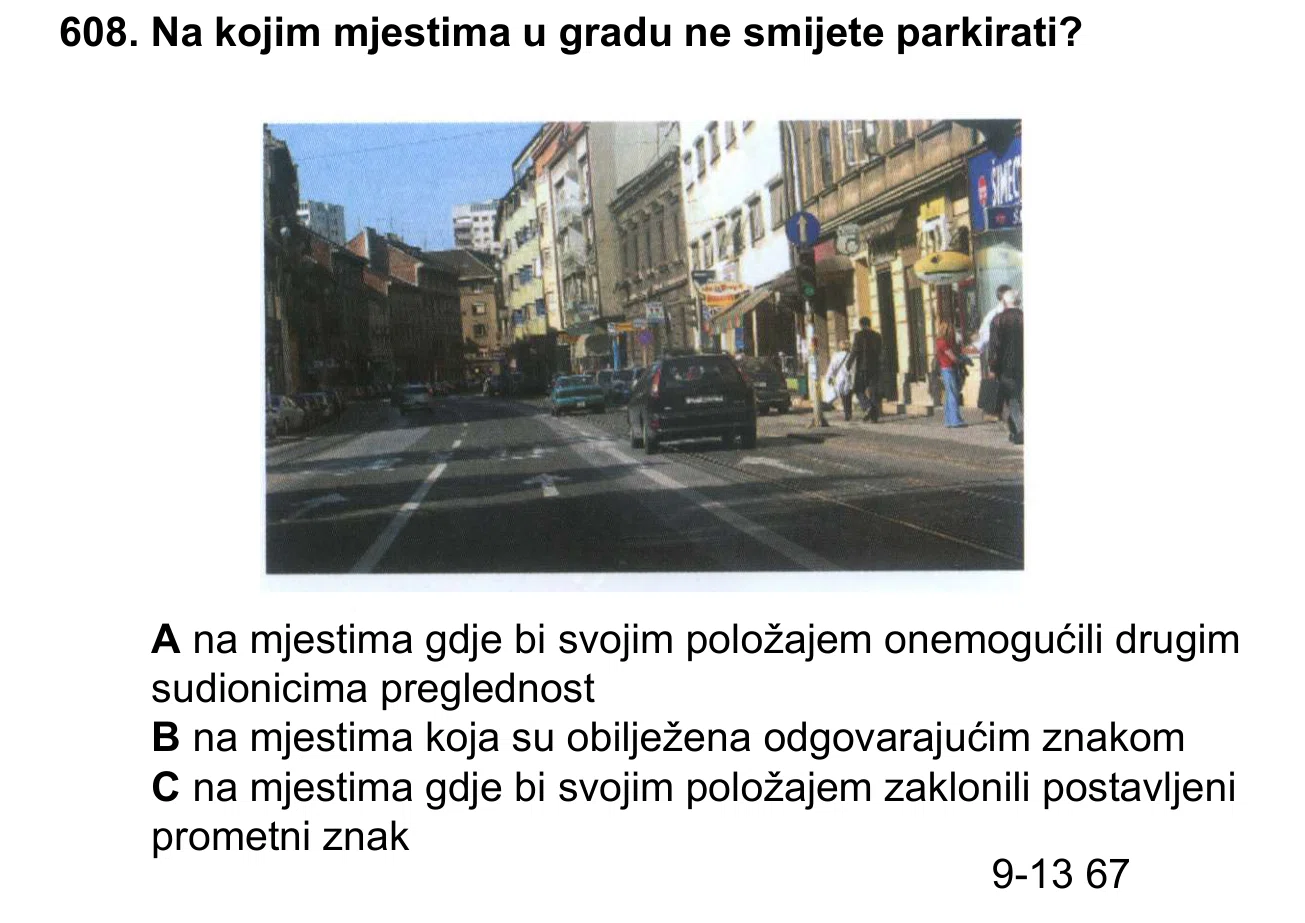 608. Na kojim mjestima u gradu ne smijete parkirati?
ŠIMEC
A na mjestima gdje bi svojim položajem onemogućili drugim
sudionicima preglednost
B na mjestima koja su obilježena odgovarajućim znakom
C na mjestima gdje bi svojim položajem zaklonili postavljeni
prometni znak
9-13 67